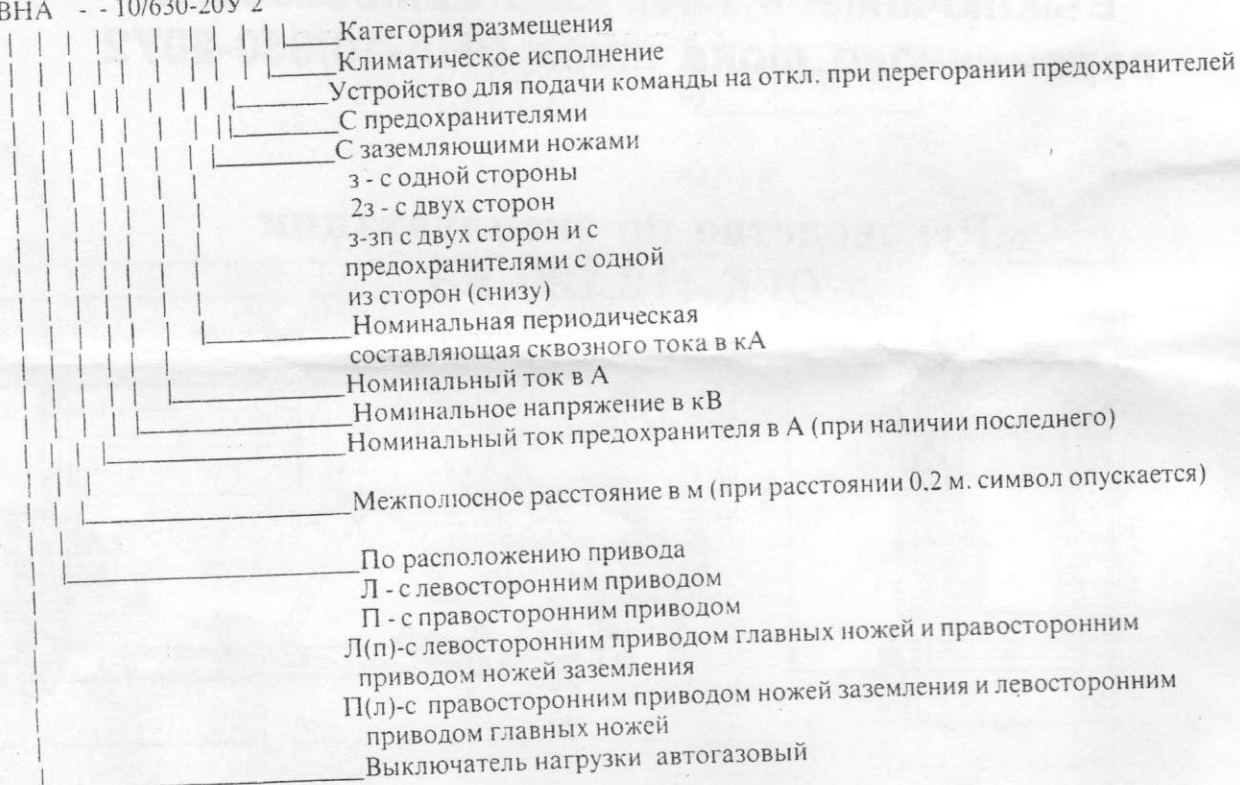 ВНА - - 10/630-20У 2
Категория размещения
Климатическое исполнение
Устройство для подачи команды на откл. при перегорании предохранителей
С предохранителями
С заземляющими ножами
з - с одной стороны
2з - с двух сторон
з-зп с двух сторон и с
предохранителями с одной
из сторон (снизу)
Номинальная периодическая
составляющая сквозного тока в кА
Номинальный ток в А
Номинальное напряжение в кВ
Номинальный ток предохранителя в А (при наличии последнего)
Межполюсное расстояние в м (при расстоянии 0,2 м. символ опускается)
По расположению привода
Л - с левосторонним приводом
П - с правосторонним приводом
Л(п)-с левосторонним приводом главных ножей и правосторонним
приводом ножей заземления
П(л)-с правосторонним приводом ножей заземления и левосторонним
приводом главных ножей
Выключатель нагрузки автогазовый